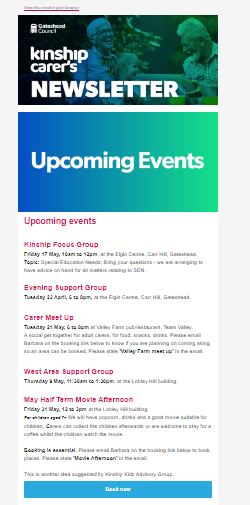 View this email in your browser
Gateshead
Council
kinship
carer's
NEWSLETTER
Upcoming Events
Upcoming events
Kinship Focus Group
Friday 17 May, 10am to 12pm, at the Elgin Centre, Carr Hill, Gateshead.
Topic: Special Education Needs; Bring your questions - we are arranging to
have advice on hand for all matters relating to SEN.
Evening Support Group
Tuesday 23 April, 6 to 8pm, at the Elgin Centre, Carr Hill, Gateshead.
Carer Meet Up
Tuesday 21 May, 6 to 8pm at Valley Farm pub/restaurant, Team Valley.
A social get together for adult carers, for food, snacks, drinks. Please email
Barbara on the booking link below to know if you are planning on coming along
so an area can be booked. Please state "Valley Farm meet up" in the email.
West Area Support Group
Thursday 9 May, 11:30am to 1:30pm, at the Lobley Hill building.
May Half Term Movie Afternoon
Friday 31 May, 12 to 3pm at the Lobley Hill building
For children aged 7+ We will have popcorn, drinks and a good movie suitable for
children. Carers can collect the children afterwards or are welcome to stay for a
coffee whilst the children watch the movie.
Booking is essential. Please email Barbara on the booking link below to book
places. Please state "Movie Afternoon" in the email.
This is another idea suggested by Kinship Kidz Advisory Group.
Book now